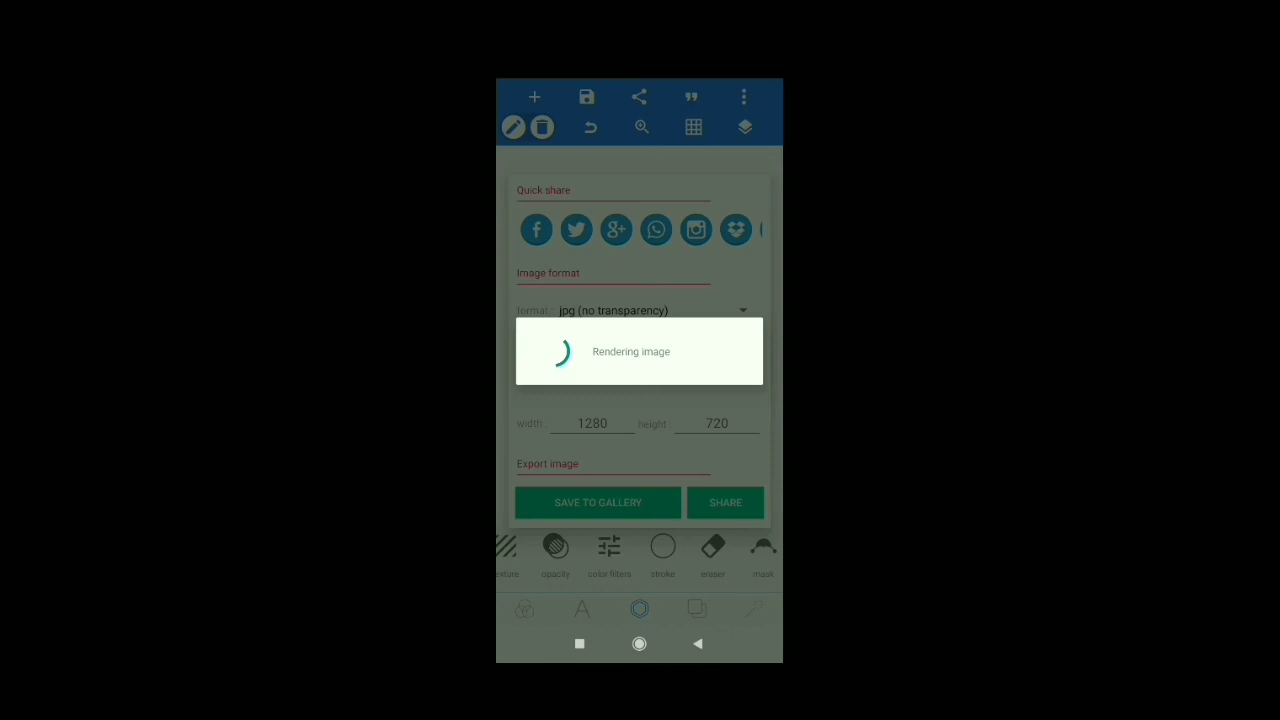 Quick share
Image format
format : jpg (no transparency)
Rendering image
width : 1280 height : 720
Export image
SAVE TO GALLERY SHARE
exture opacity color filters stroke eraser mask